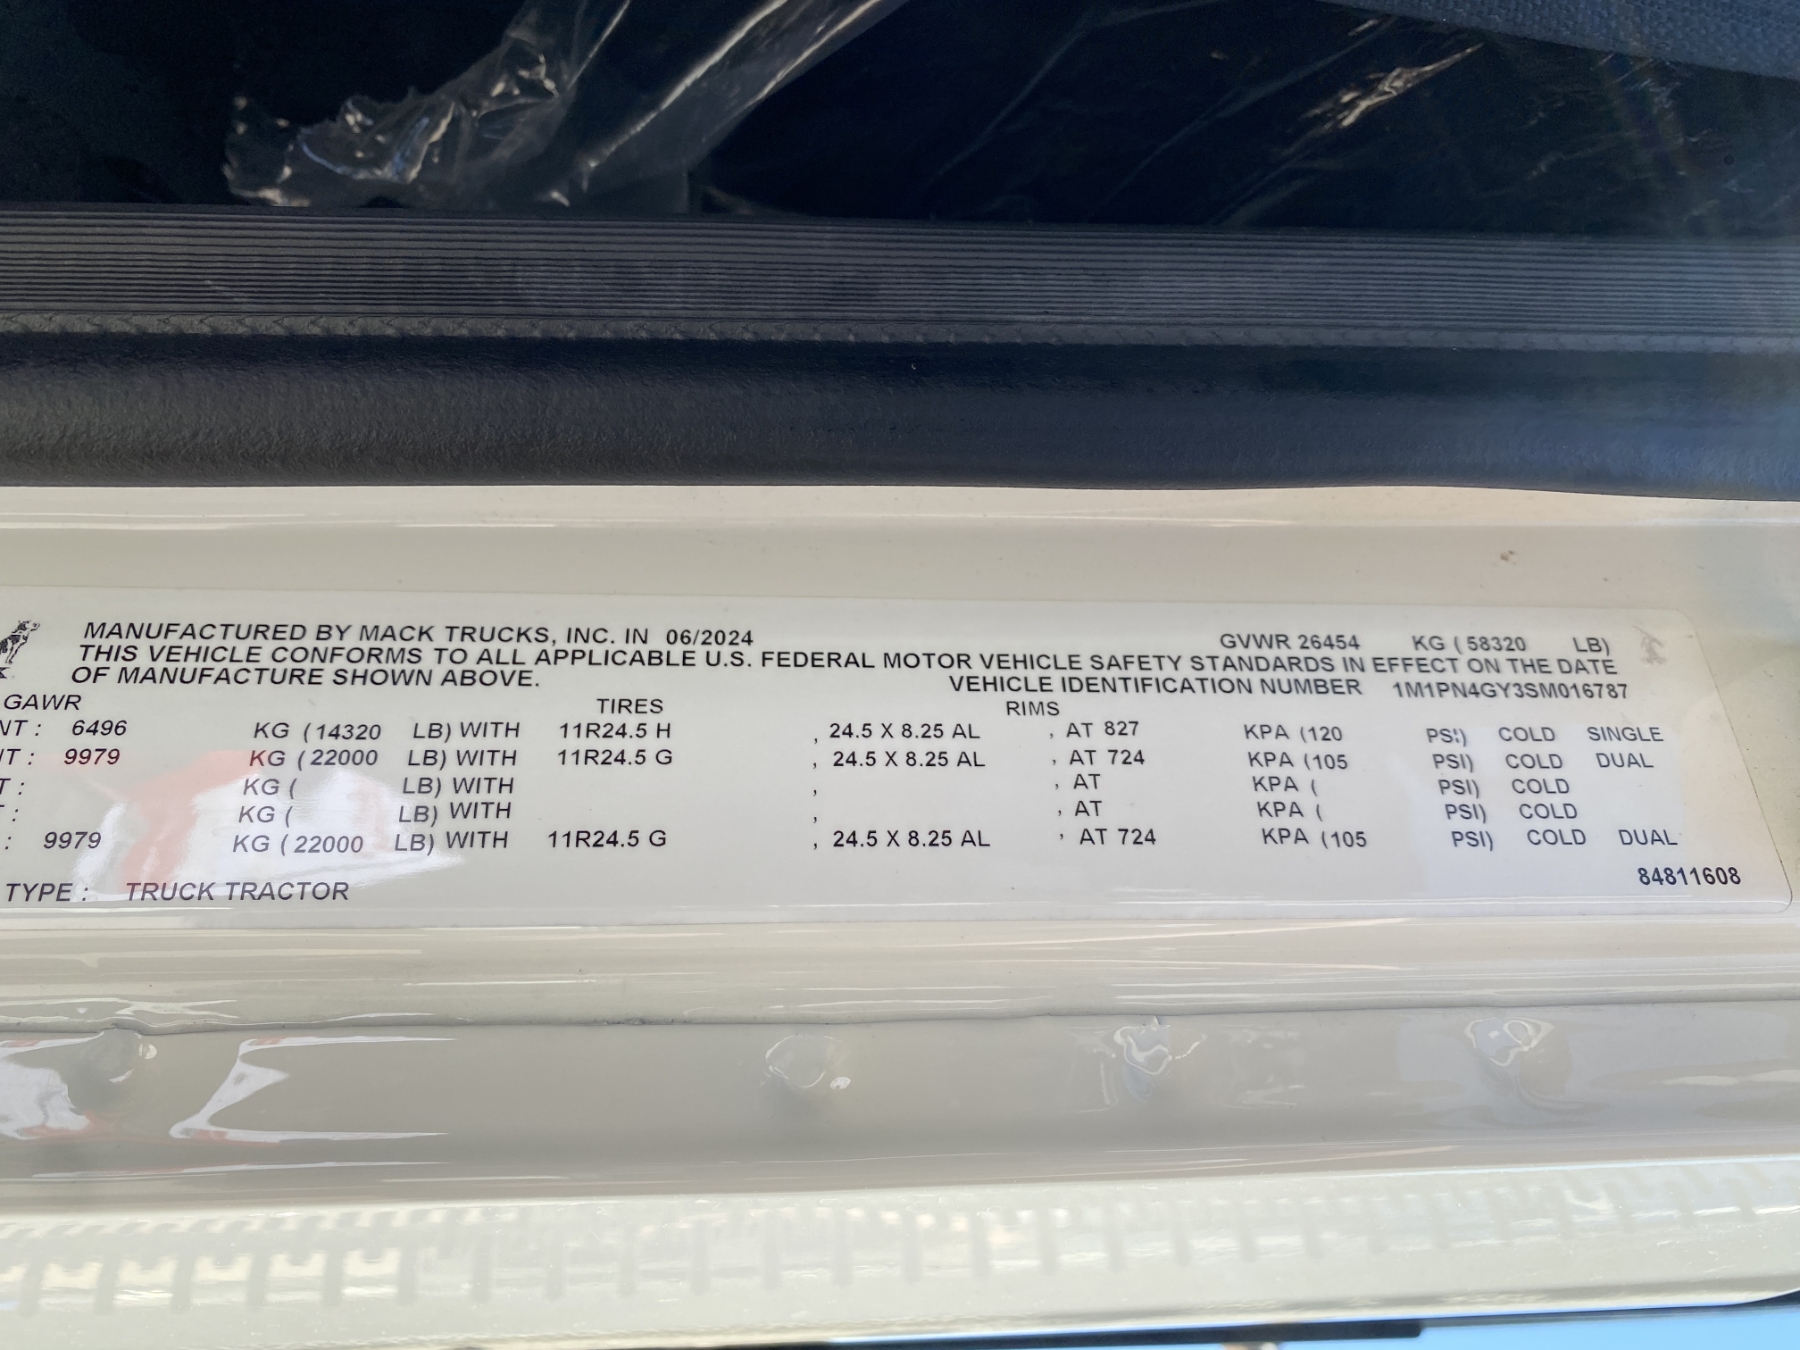 MANUFACTURED BY MACK TRUCKS, INC. IN 06/2024 GVWR 26454 KG ( 58320 LB)
THIS VEHICLE CONFORMS TO ALL APPLICABLE U.S. FEDERAL MOTOR VEHICLE SAFETY STANDARDS IN EFFECT ON THE DATE
OF MANUFACTURE SHOWN ABOVE. VEHICLE IDENTIFICATION NUMBER 1M1PN4GY3SM016787
GAWR TIRES RIMS
NT : 6496 KG ( 14320 LB) WITH 11R24.5 H , 24.5 X 8.25 AL , AT 827 KPA ( 120 PSI) COLD SINGLE
T : 9979 KG ( 22000 LB) WITH 11R24.5 G , 24.5 X 8.25 AL , AT 724 KPA ( 105 PSI) COLD DUAL
T : KG ( LB) WITH , , AT KPA ( PSI) COLD
: KG ( LB) WITH , , AT KPA ( PSI) COLD
: 9979 KG ( 22000 LB) WITH 11R24.5 G , 24.5 X 8.25 AL , AT 724 KPA ( 105 PSI) COLD DUAL
TYPE : TRUCK TRACTOR 84811608